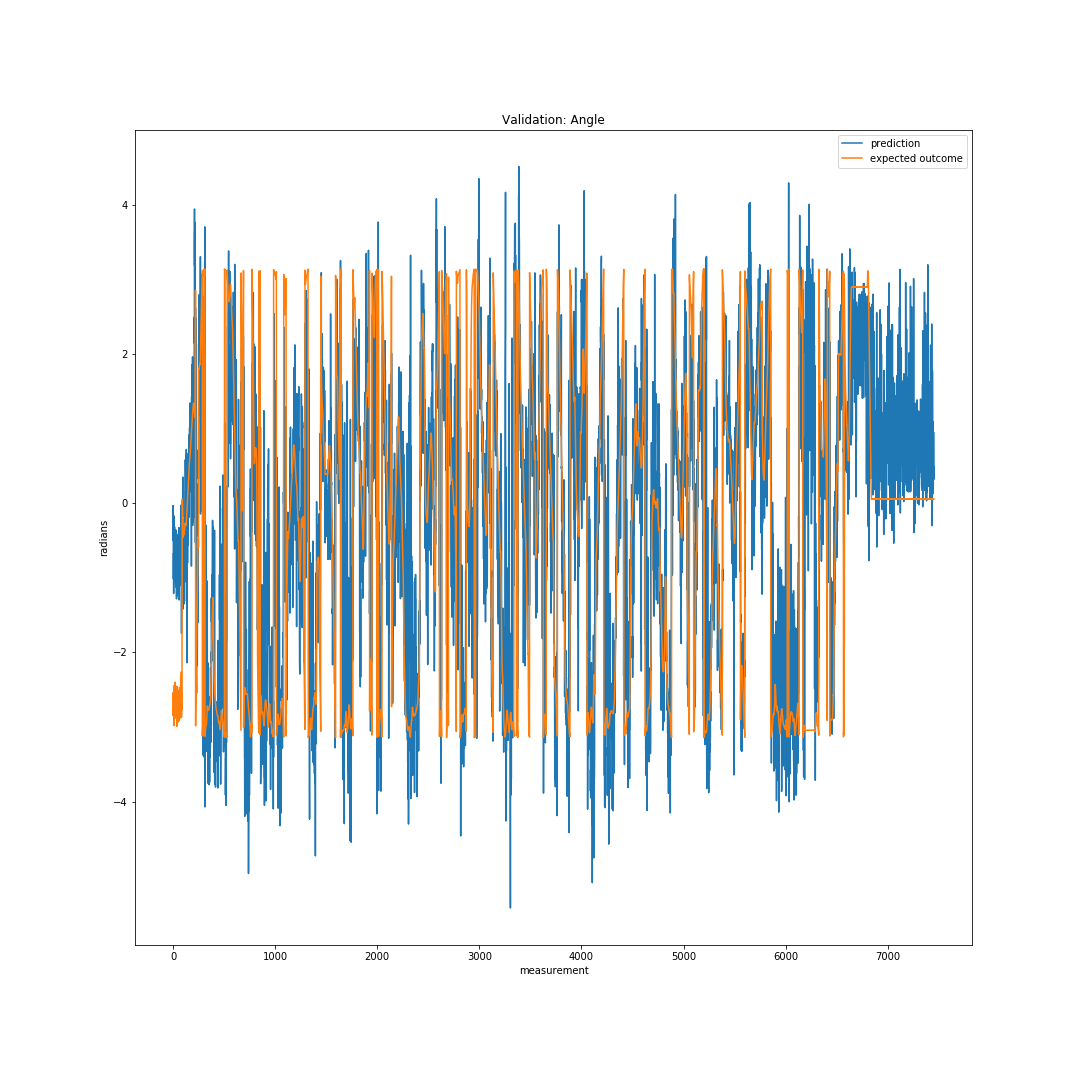 Validation: Angle
prediction
expected outcome
4
2
0
−2
−4
radians
0 1000 2000 3000 4000 5000 6000 7000
measurement